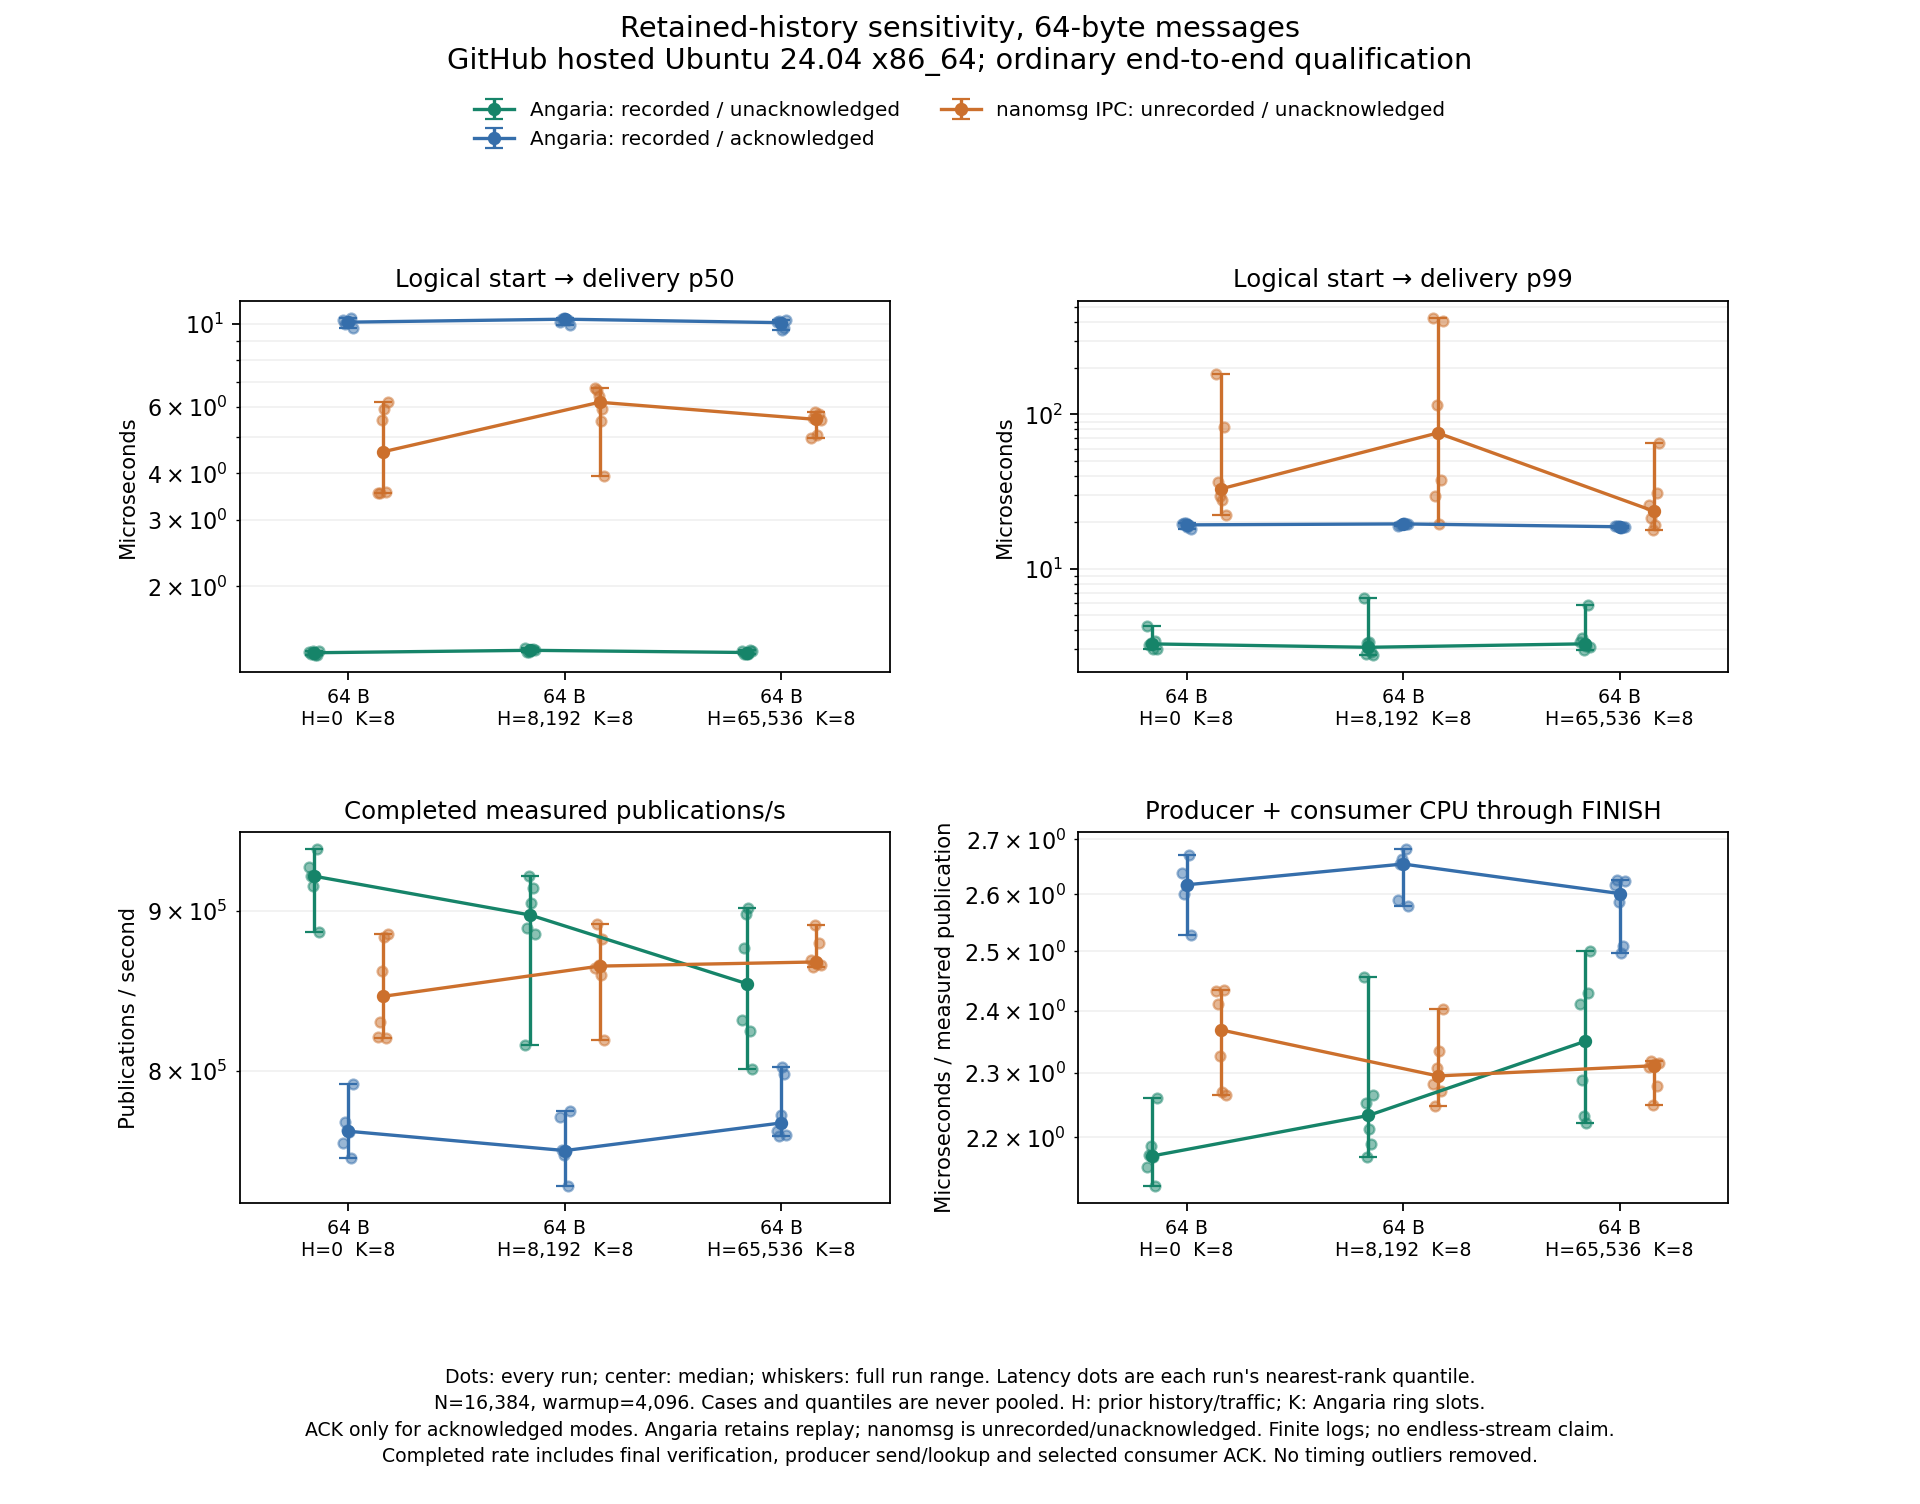 Retained-history sensitivity, 64-byte messages
GitHub hosted Ubuntu 24.04 x86_64; ordinary end-to-end qualification
Angaria: recorded / unacknowledged
Angaria: recorded / acknowledged
nanomsg IPC: unrecorded / unacknowledged
Logical start → delivery p50
Microseconds
10¹
6 × 10⁰
4 × 10⁰
3 × 10⁰
2 × 10⁰
64 B
H=0 K=8
64 B
H=8,192 K=8
64 B
H=65,536 K=8
Logical start → delivery p99
Microseconds
10²
10¹
64 B
H=0 K=8
64 B
H=8,192 K=8
64 B
H=65,536 K=8
Completed measured publications/s
Publications / second
9 × 10⁵
8 × 10⁵
64 B
H=0 K=8
64 B
H=8,192 K=8
64 B
H=65,536 K=8
Producer + consumer CPU through FINISH
Microseconds / measured publication
2.7 × 10⁰
2.6 × 10⁰
2.5 × 10⁰
2.4 × 10⁰
2.3 × 10⁰
2.2 × 10⁰
64 B
H=0 K=8
64 B
H=8,192 K=8
64 B
H=65,536 K=8
Dots: every run; center: median; whiskers: full run range. Latency dots are each run's nearest-rank quantile.
N=16,384, warmup=4,096. Cases and quantiles are never pooled. H: prior history/traffic; K: Angaria ring slots.
ACK only for acknowledged modes. Angaria retains replay; nanomsg is unrecorded/unacknowledged. Finite logs; no endless-stream claim.
Completed rate includes final verification, producer send/lookup and selected consumer ACK. No timing outliers removed.